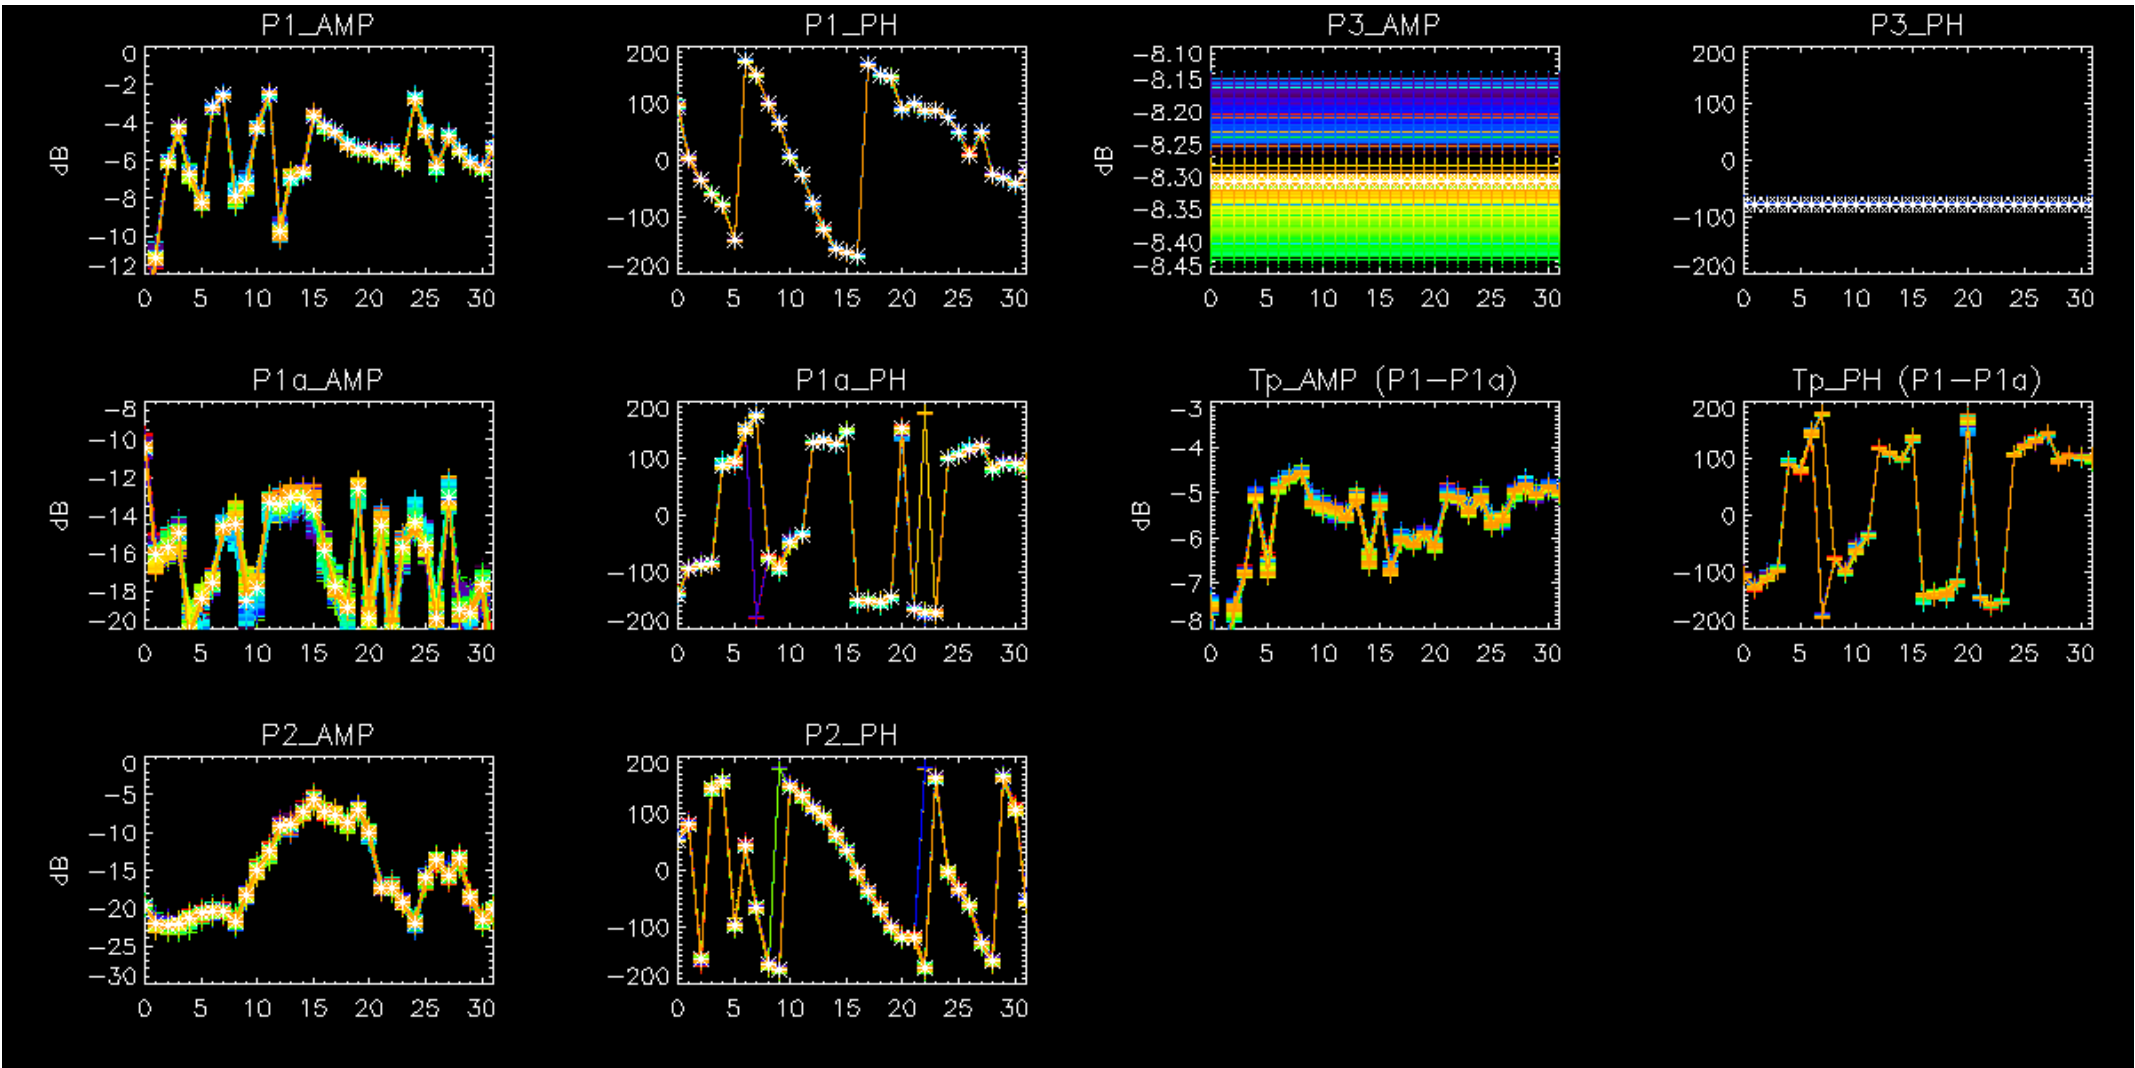 P1_AMP
0
−2
−4
−6
−8
−10
−12
dB
0 5 10 15 20 25 30
P1_PH
200
100
0
−100
−200
0 5 10 15 20 25 30
P3_AMP
−8.10
−8.15
−8.20
−8.25
−8.30
−8.35
−8.40
−8.45
dB
0 5 10 15 20 25 30
P3_PH
200
100
0
−100
−200
0 5 10 15 20 25 30
P1a_AMP
−8
−10
−12
−14
−16
−18
−20
dB
0 5 10 15 20 25 30
P1a_PH
200
100
0
−100
−200
0 5 10 15 20 25 30
Tp_AMP (P1−P1a)
−3
−4
−5
−6
−7
−8
dB
0 5 10 15 20 25 30
Tp_PH (P1−P1a)
200
100
0
−100
−200
0 5 10 15 20 25 30
P2_AMP
0
−5
−10
−15
−20
−25
−30
dB
0 5 10 15 20 25 30
P2_PH
200
100
0
−100
−200
0 5 10 15 20 25 30